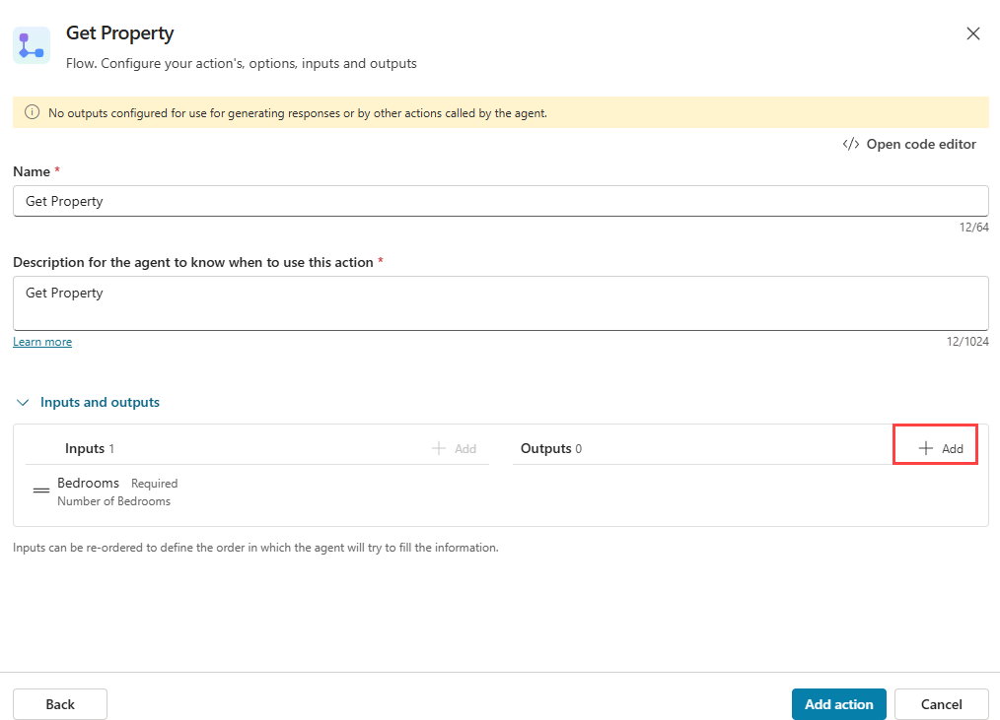 Get Property
Flow. Configure your action's, options, inputs and outputs
No outputs configured for use for generating responses or by other actions called by the agent.
</> Open code editor
Name *
Get Property
12/64
Description for the agent to know when to use this action *
Get Property
Learn more
12/1024
Inputs and outputs
Inputs 1
+ Add
Outputs 0
+ Add
Bedrooms Required
Number of Bedrooms
Inputs can be re-ordered to define the order in which the agent will try to fill the information.
Back
Add action
Cancel